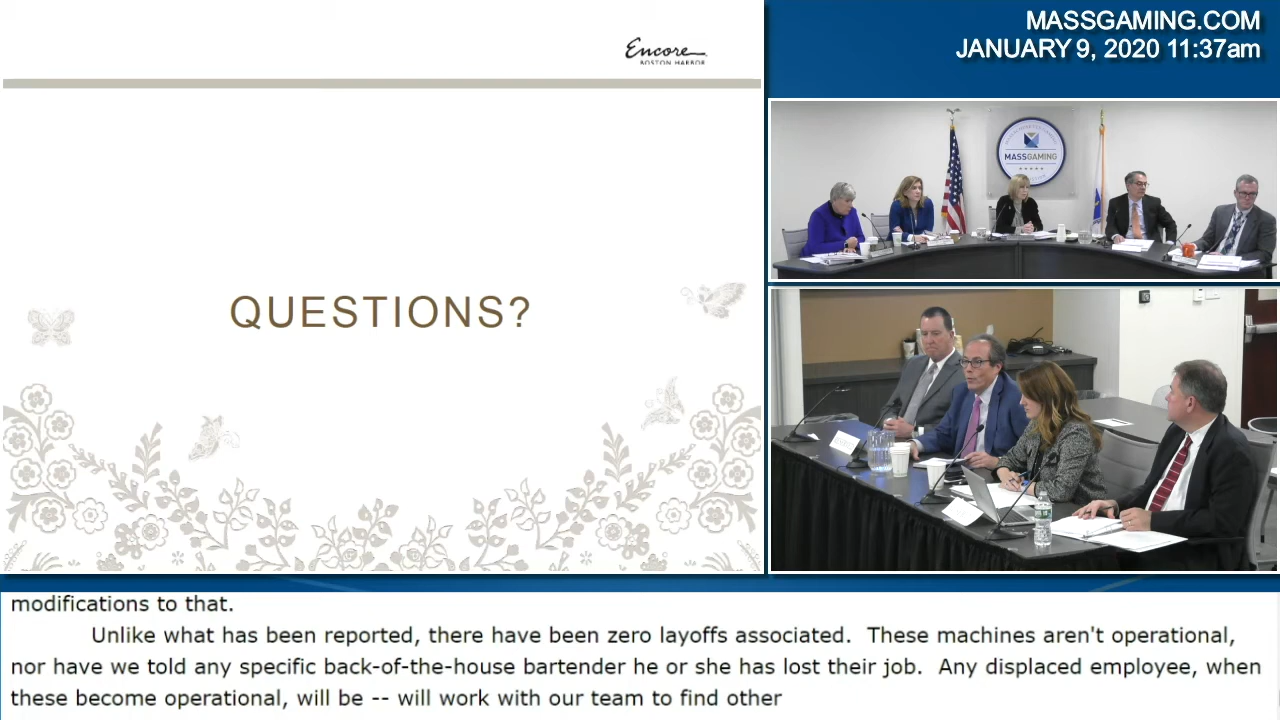 Encore
BOSTON HARBOR
QUESTIONS?
MASSGAMING.COM
JANUARY 9, 2020 11:37am
MASSGAMING
modifications to that.
Unlike what has been reported, there have been zero layoffs associated.  These machines aren't operational,
nor have we told any specific back-of-the-house bartender he or she has lost their job.  Any displaced employee, when
these become operational, will be -- will work with our team to find other